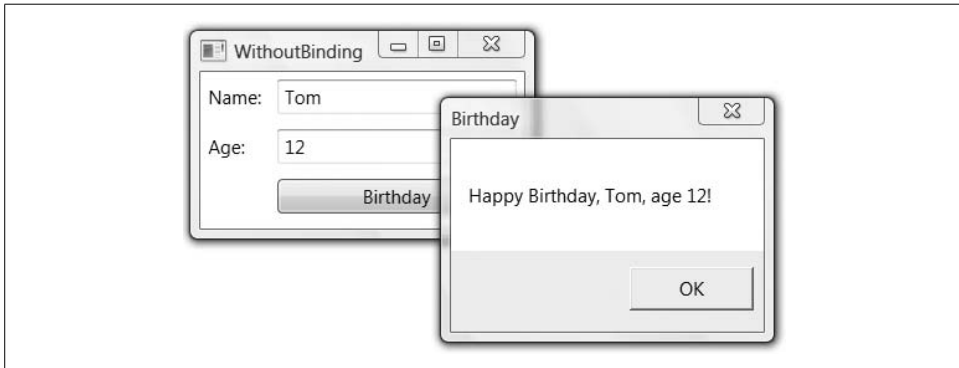 WithoutBinding
Name: Tom
Age: 12
Birthday
Birthday
Happy Birthday, Tom, age 12!
OK